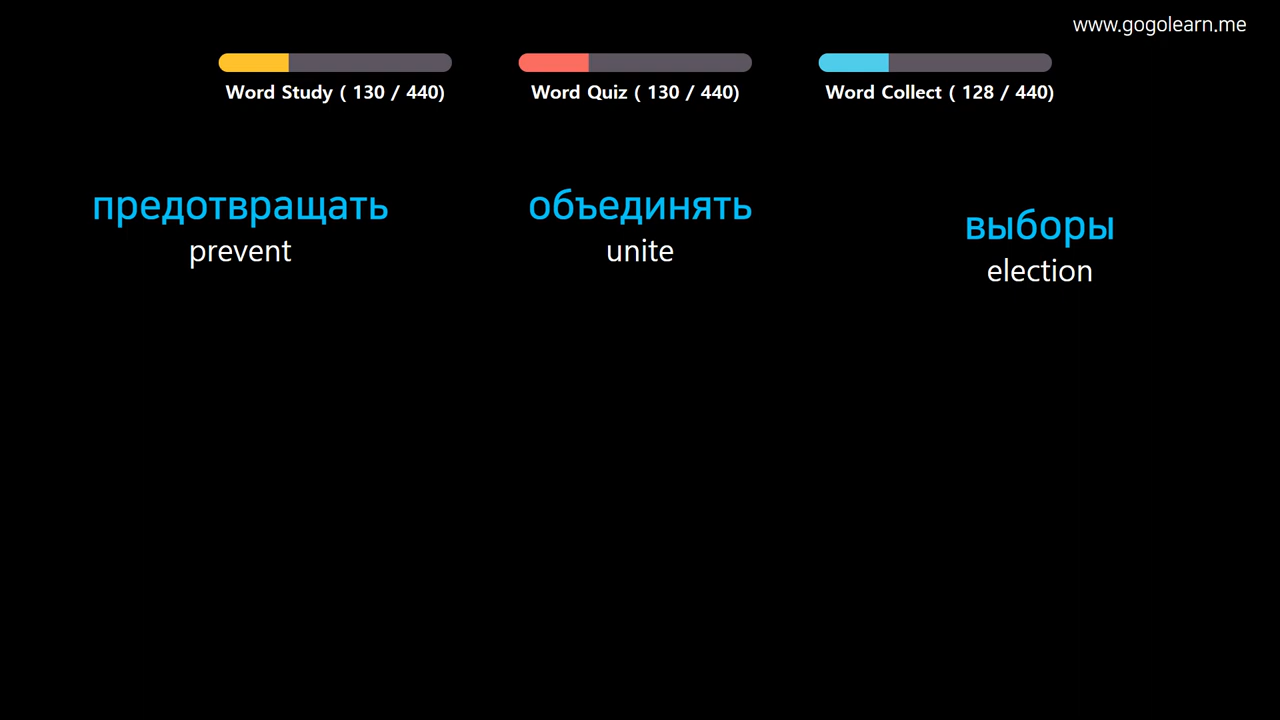 www.gogolearn.me
Word Study ( 130 / 440)
Word Quiz ( 130 / 440)
Word Collect ( 128 / 440)
предотвращать
prevent
объединять
unite
выборы
election